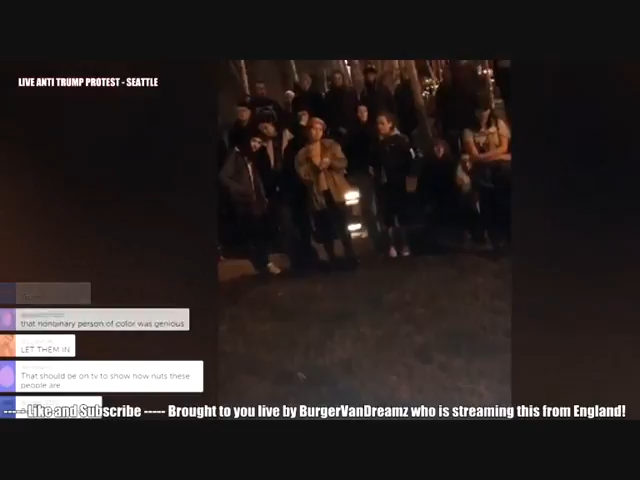 LIVE ANTI TRUMP PROTEST - SEATTLE
that nonbinary person of color was genious
LET THEM IN
That should be on tv to show how nuts these
people are
----- Like and Subscribe ----- Brought to you live by BurgerVanDreamz who is streaming this from England!